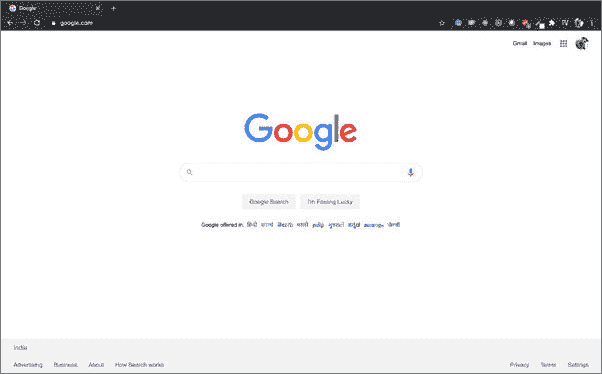 Google
google.com
Gmail Images
Google
Google Search I'm Feeling Lucky
Google offered in: हिन्दी বাংলা తెలుగు मराठी தமிழ் ગુજરાતી ಕನ್ನಡ മലയാളം ਪੰਜਾਬੀ
India
Advertising Business About How Search works Privacy Terms Settings